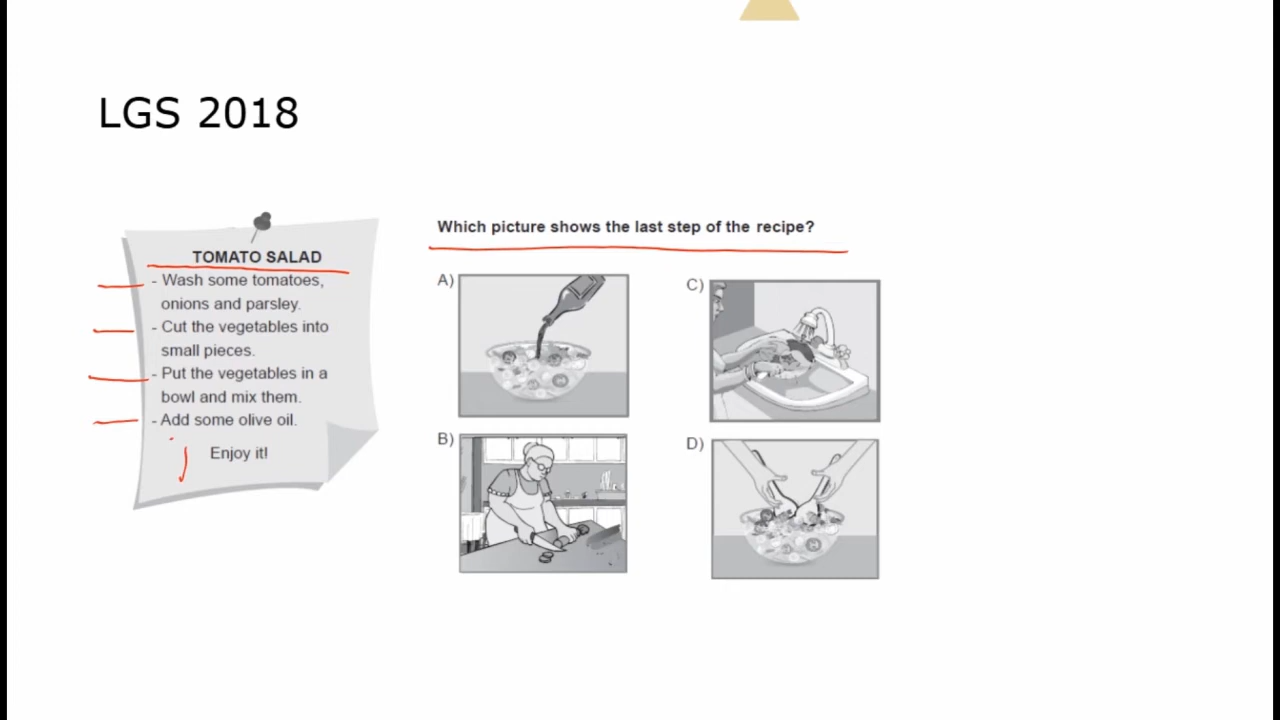 LGS 2018
TOMATO SALAD
- Wash some tomatoes,
onions and parsley.
- Cut the vegetables into
small pieces.
- Put the vegetables in a
bowl and mix them.
- Add some olive oil.
Enjoy it!
Which picture shows the last step of the recipe?
A)
B)
C)
D)